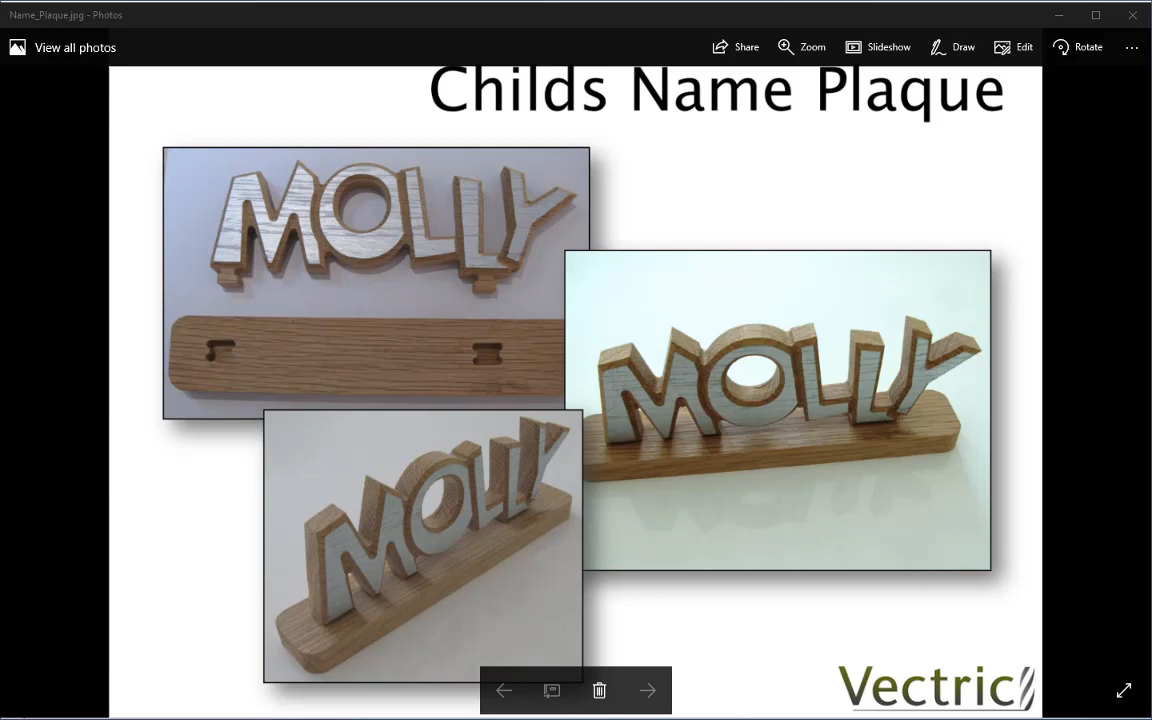 Name_Plaque.jpg - Photos
View all photos
Share
Zoom
Slideshow
Draw
Edit
Rotate
Childs Name Plaque
MOLLY
MOLLY
MOLLY
Vectric